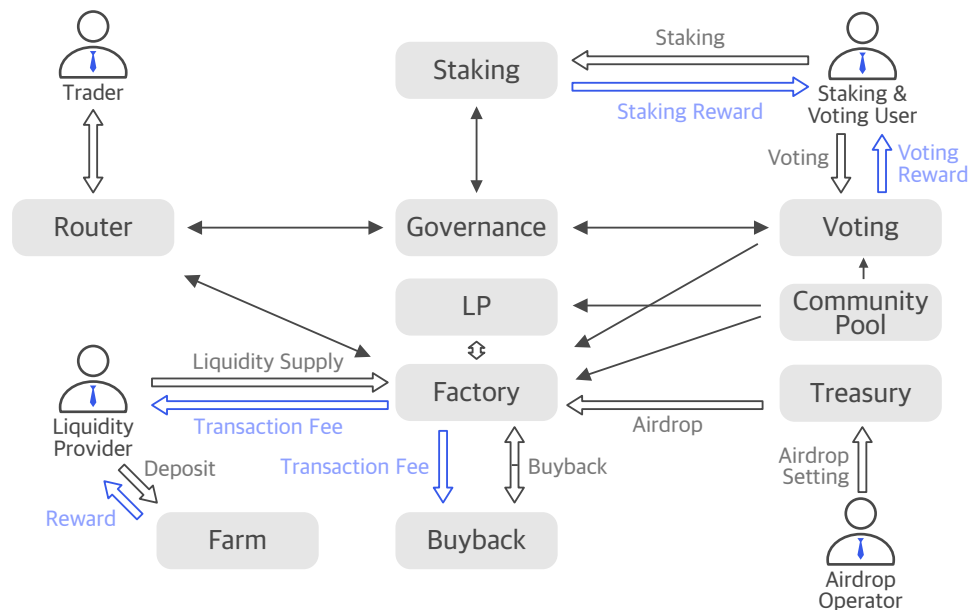 Staking
Trader
Staking
Staking Reward
Staking &
Voting User
Voting
Voting
Reward
Router
Governance
Voting
LP
Community
Pool
Liquidity Supply
Factory
Treasury
Transaction Fee
Airdrop
Liquidity
Provider
Deposit
Transaction Fee
Buyback
Airdrop
Setting
Reward
Farm
Buyback
Airdrop
Operator